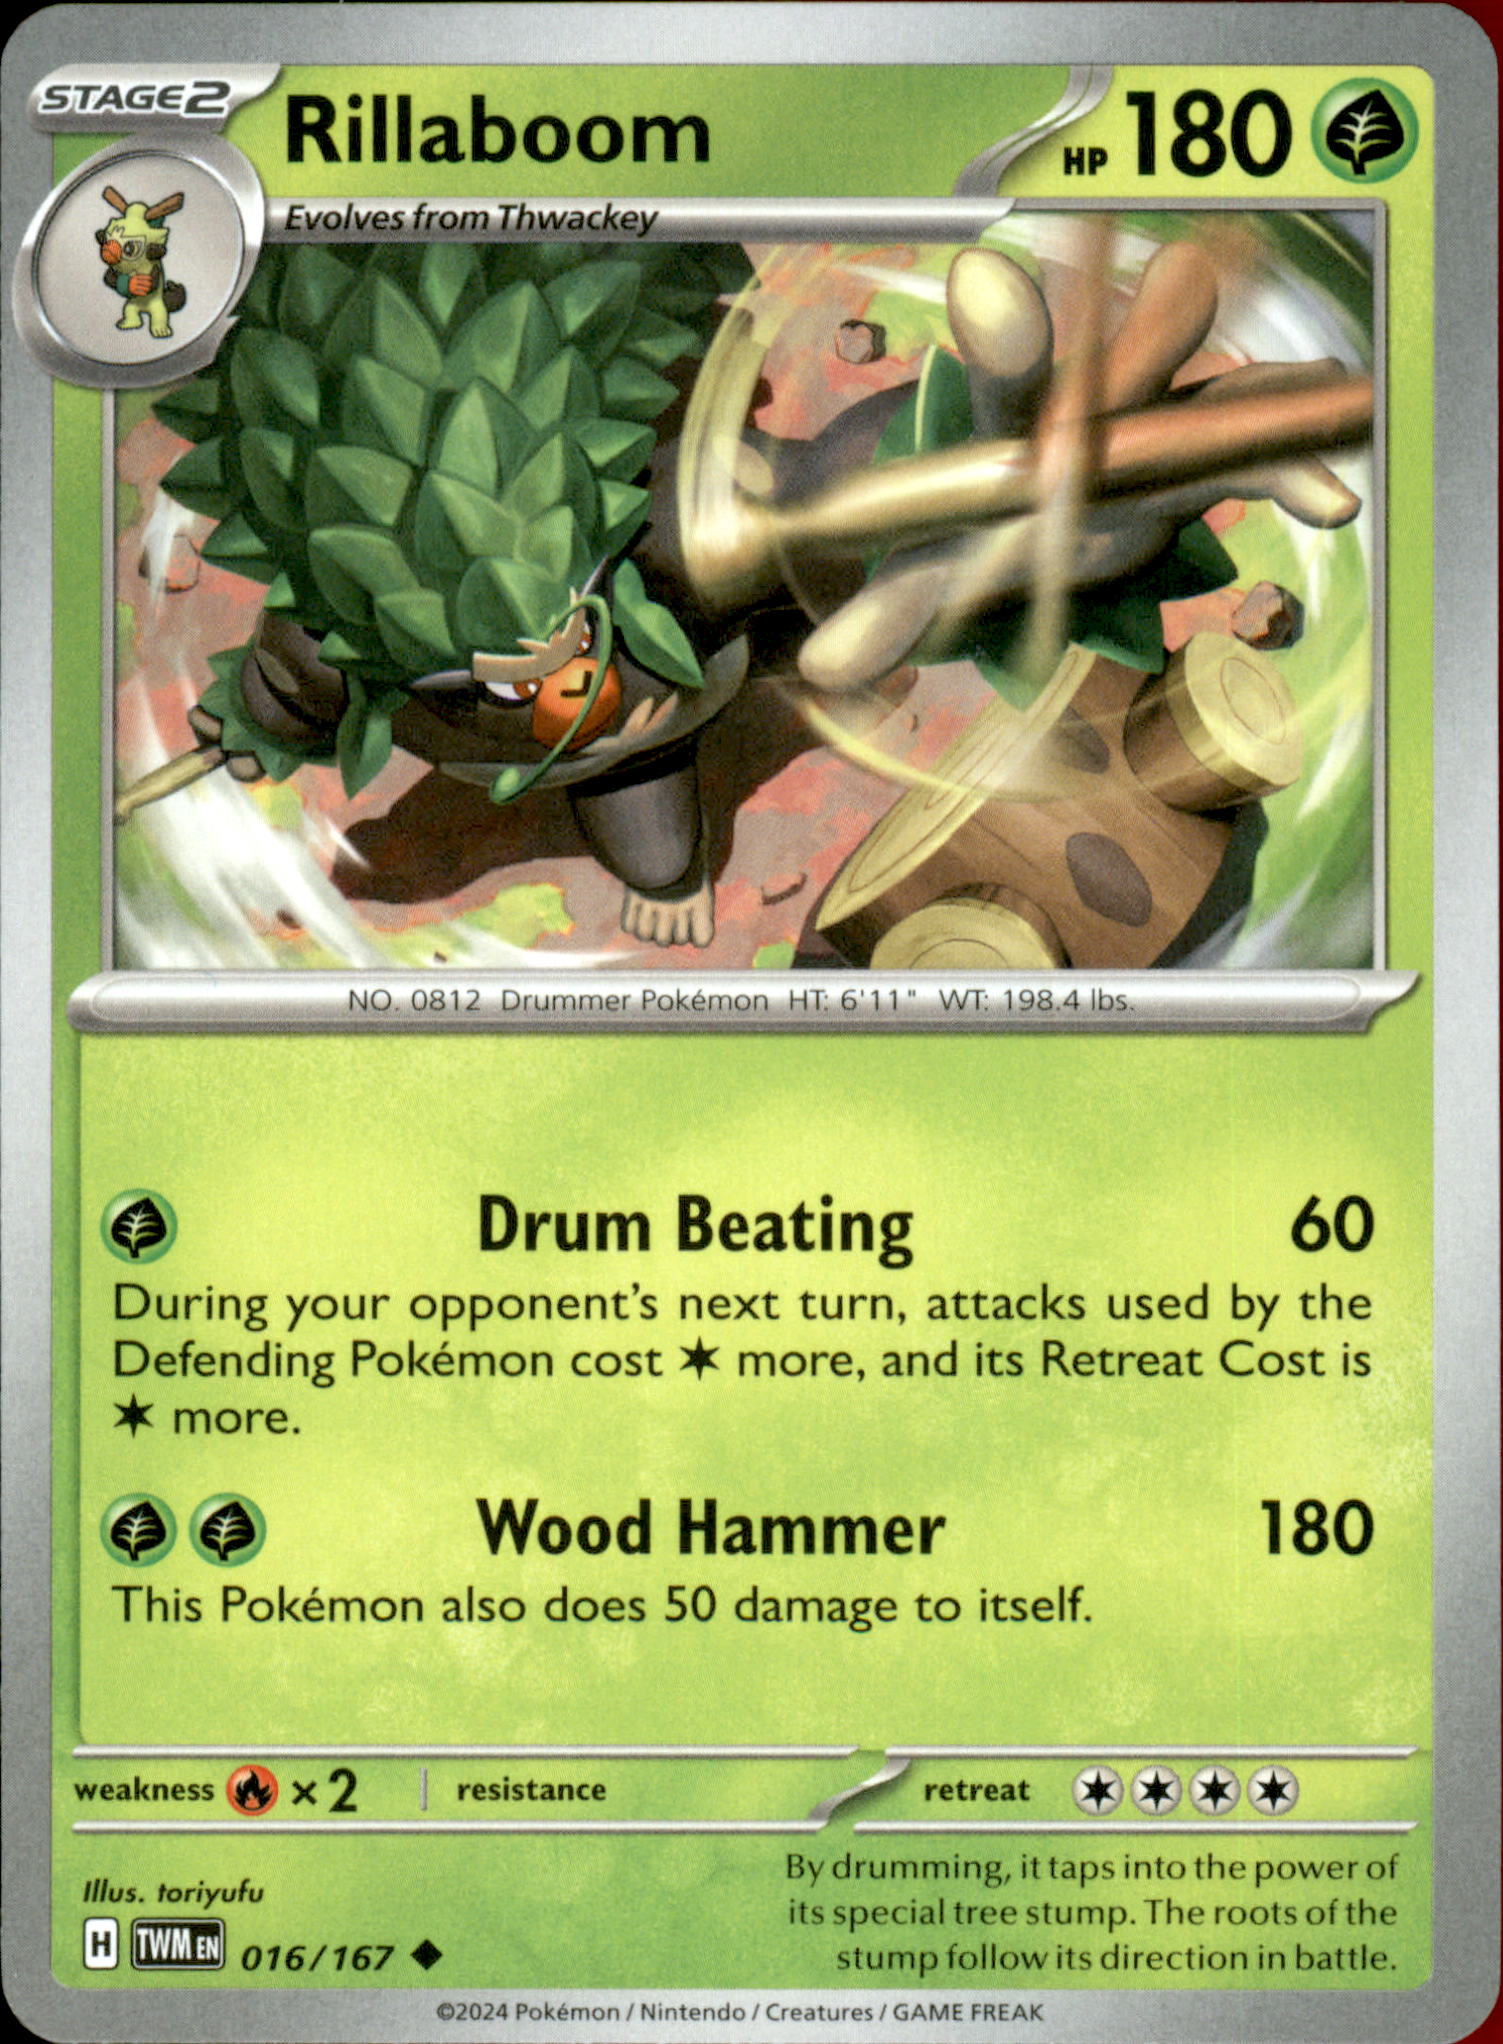 STAGE2
Rillaboom
HP 180
Evolves from Thwackey
NO. 0812 Drummer Pokémon HT: 6'11" WT: 198.4 lbs.
Drum Beating 60
During your opponent's next turn, attacks used by the
Defending Pokémon cost ✶ more, and its Retreat Cost is
✶ more.
Wood Hammer 180
This Pokémon also does 50 damage to itself.
weakness ×2 resistance retreat
By drumming, it taps into the power of
its special tree stump. The roots of the
stump follow its direction in battle.
Illus. toriyufu
H TWM EN 016/167 ◆
©2024 Pokémon / Nintendo / Creatures / GAME FREAK